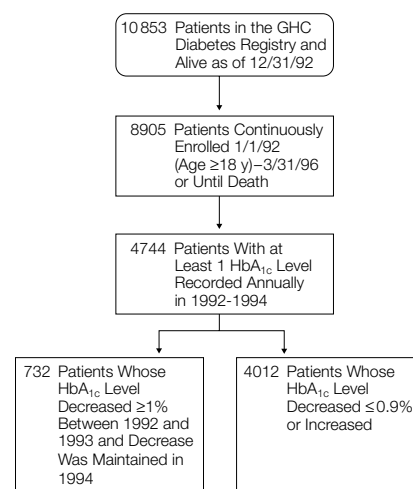 10 853 Patients in the GHC
Diabetes Registry and
Alive as of 12/31/92
8905 Patients Continuously
Enrolled 1/1/92
(Age ≥18 y)–3/31/96
or Until Death
4744 Patients With at
Least 1 HbA1c Level
Recorded Annually
in 1992-1994
732 Patients Whose
HbA1c Level
Decreased ≥1%
Between 1992 and
1993 and Decrease
Was Maintained in
1994
4012 Patients Whose
HbA1c Level
Decreased ≤0.9%
or Increased